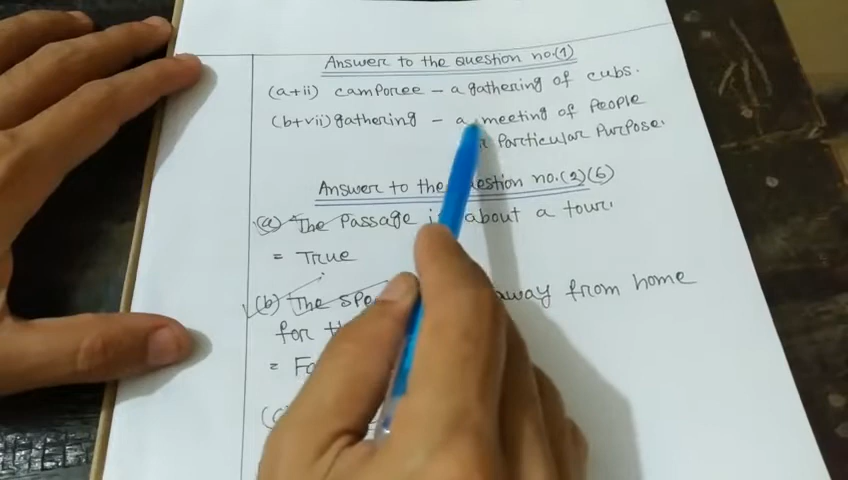 Answer to the question no.(1)
(a+ii) camporee - a gathering of cubs.
(b+vii) gathering - a meeting of People
Particular Purpose.
Answer to the question no.(2)(6)
(a) The Passage is about a tour.
= True
(b) The away from home
for
=